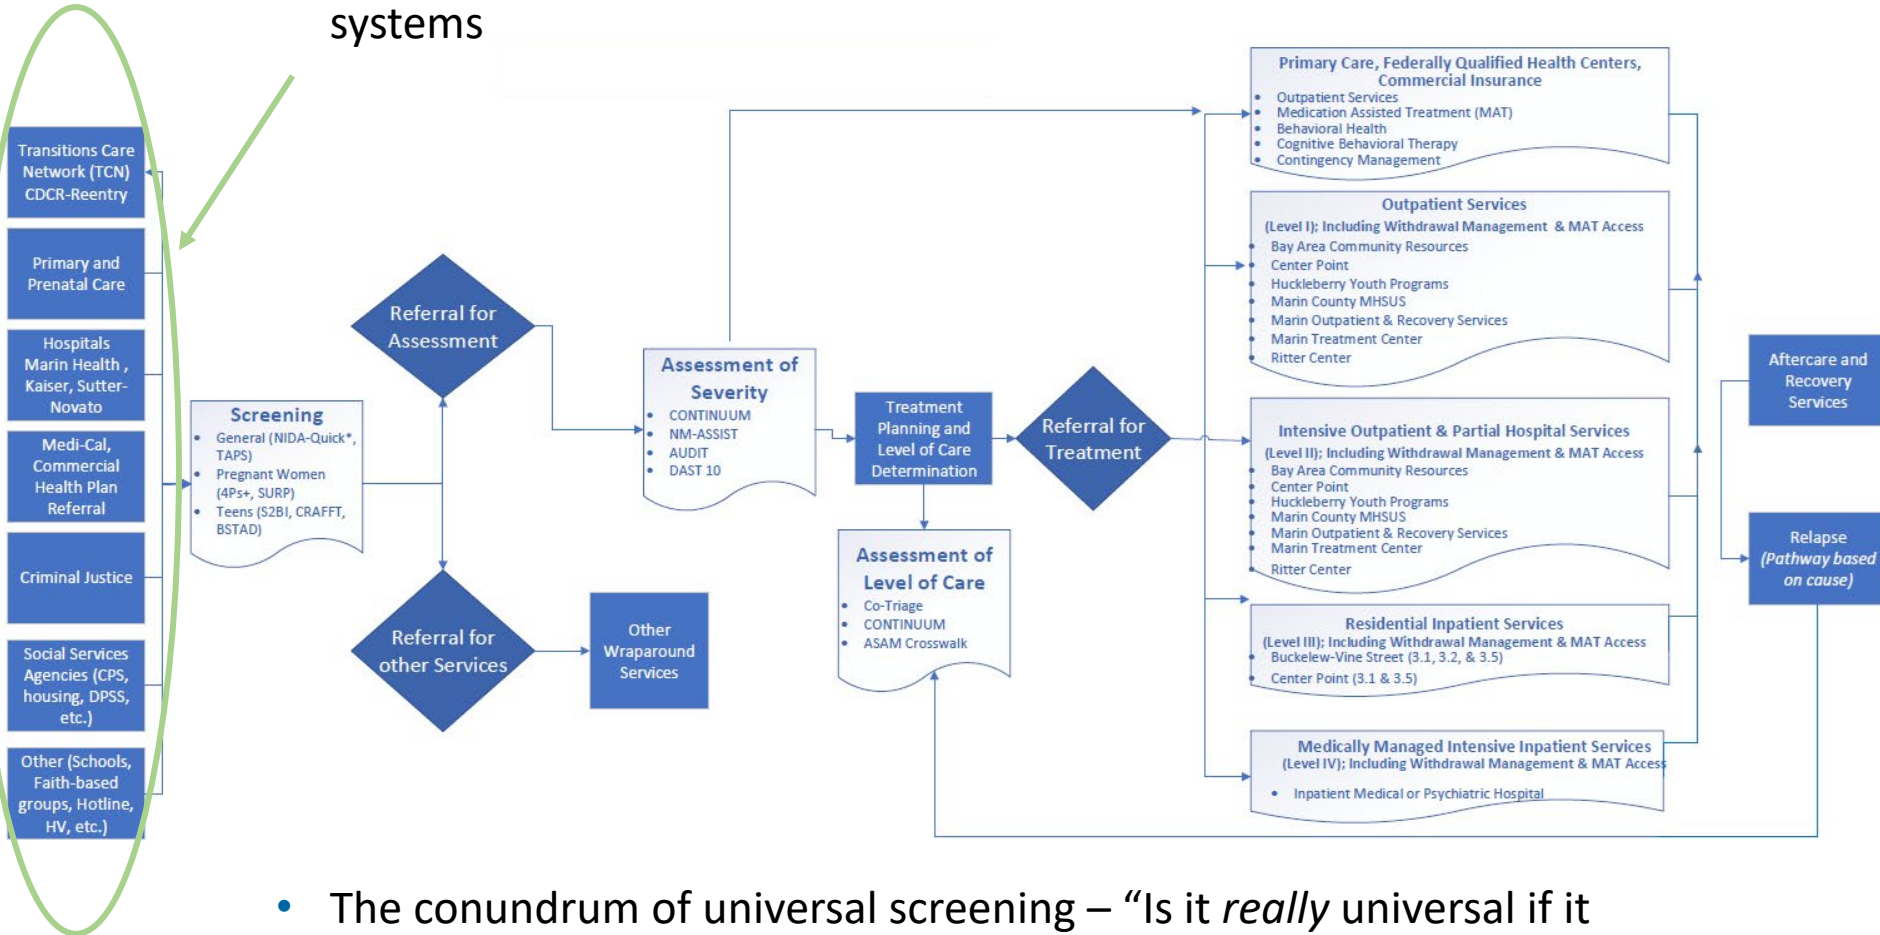 systems
Transitions Care
Network (TCN)
CDCR-Reentry
Primary and
Prenatal Care
Hospitals
Marin Health ,
Kaiser, Sutter-
Novato
Medi-Cal,
Commercial
Health Plan
Referral
Criminal Justice
Social Services
Agencies (CPS,
housing, DPSS,
etc.)
Other (Schools,
Faith-based
groups, Hotline,
HV, etc.)
Screening
• General (NIDA-Quick*,
TAPS)
• Pregnant Women
(4Ps+, SURP)
• Teens (S2BI, CRAFFT,
BSTAD)
Referral for
Assessment
Referral for
other Services
Other
Wraparound
Services
Assessment of
Severity
• CONTINUUM
• NM-ASSIST
• AUDIT
• DAST 10
Treatment
Planning and
Level of Care
Determination
Assessment of
Level of Care
• Co-Triage
• CONTINUUM
• ASAM Crosswalk
Referral for
Treatment
Primary Care, Federally Qualified Health Centers,
Commercial Insurance
• Outpatient Services
• Medication Assisted Treatment (MAT)
• Behavioral Health
• Cognitive Behavioral Therapy
• Contingency Management
Outpatient Services
(Level I); Including Withdrawal Management & MAT Access
• Bay Area Community Resources
• Center Point
• Huckleberry Youth Programs
• Marin County MHSUS
• Marin Outpatient & Recovery Services
• Marin Treatment Center
• Ritter Center
Intensive Outpatient & Partial Hospital Services
(Level II); Including Withdrawal Management & MAT Access
• Bay Area Community Resources
• Center Point
• Huckleberry Youth Programs
• Marin County MHSUS
• Marin Outpatient & Recovery Services
• Marin Treatment Center
• Ritter Center
Residential Inpatient Services
(Level III); Including Withdrawal Management & MAT Access
• Buckelew-Vine Street (3.1, 3.2, & 3.5)
• Center Point (3.1 & 3.5)
Medically Managed Intensive Inpatient Services
(Level IV); Including Withdrawal Management & MAT Access
• Inpatient Medical or Psychiatric Hospital
Aftercare and
Recovery
Services
Relapse
(Pathway based
on cause)
• The conundrum of universal screening – “Is it really universal if it